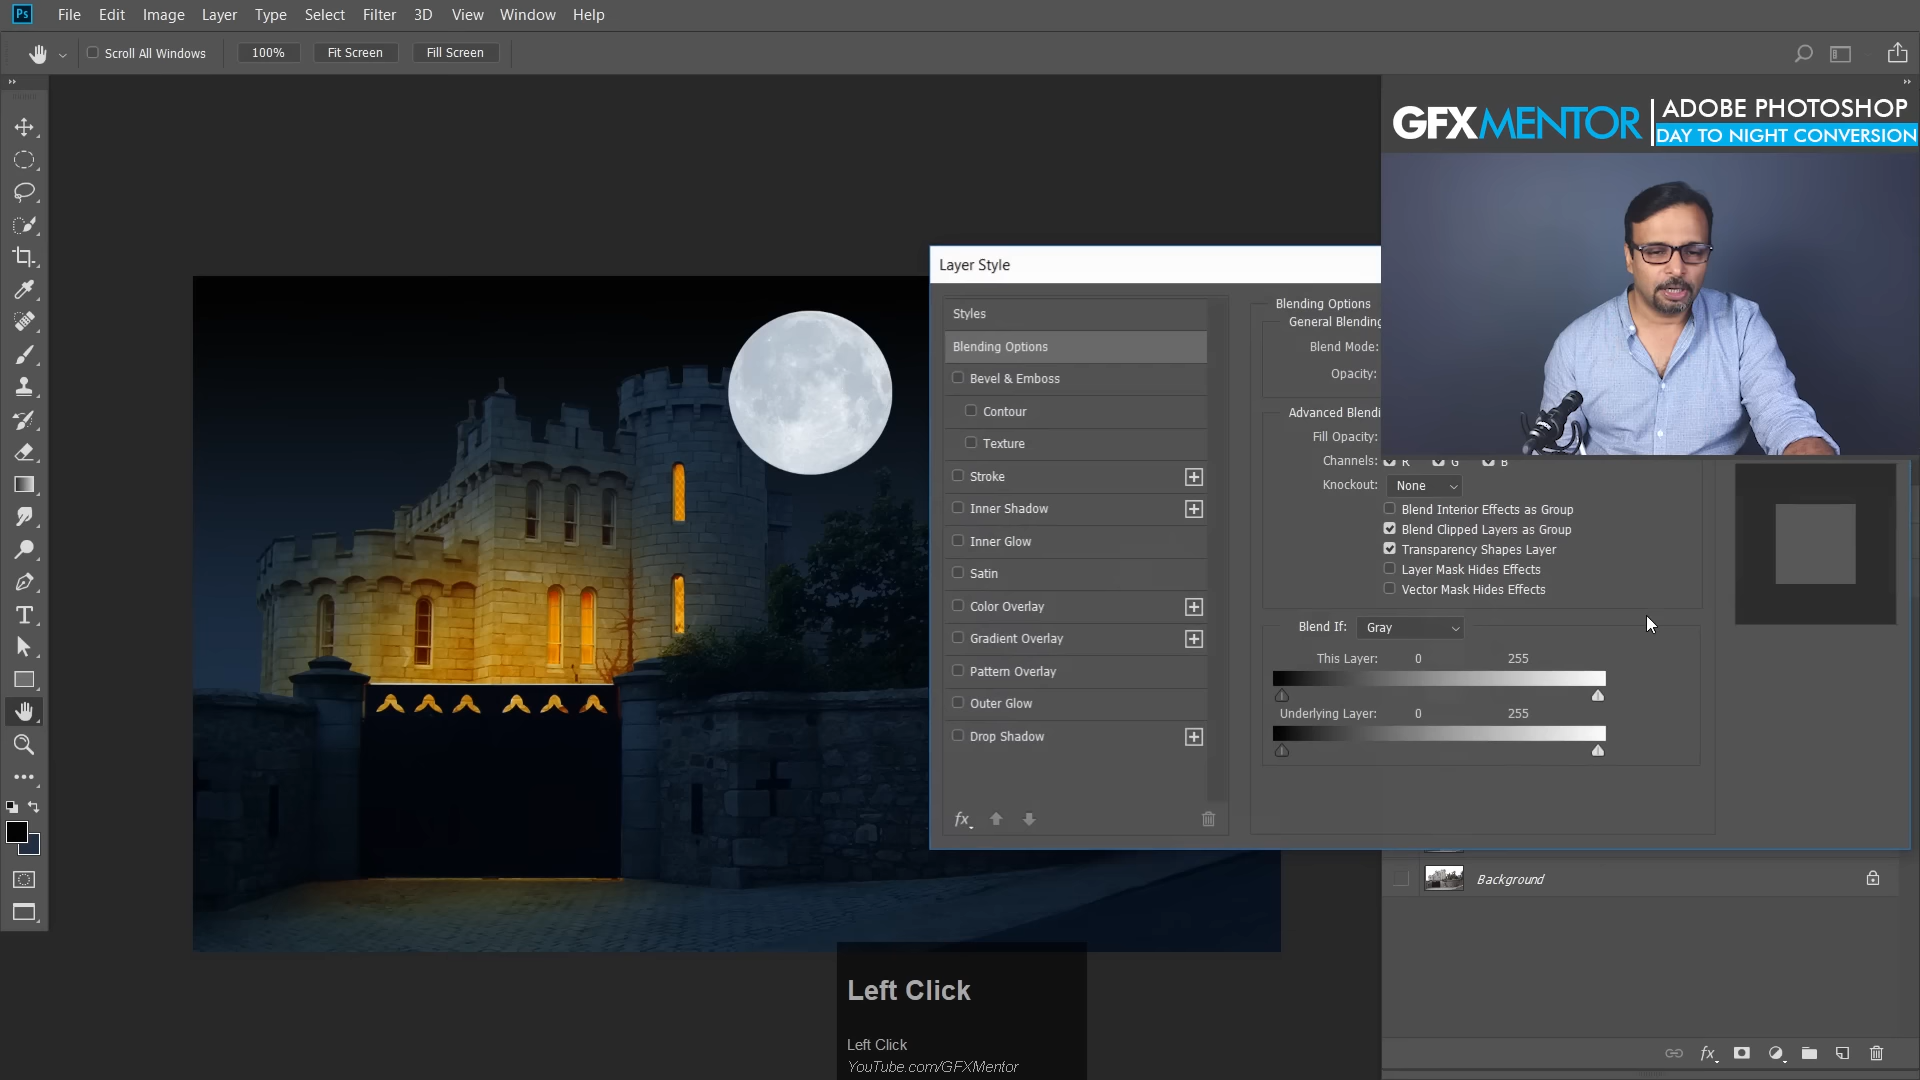 Ps File Edit Image Layer Type Select Filter 3D View Window Help
Scroll All Windows 100% Fit Screen Fill Screen
GFXMENTOR ADOBE PHOTOSHOP
DAY TO NIGHT CONVERSION
Layer Style
Styles
Blending Options
Bevel & Emboss
Contour
Texture
Stroke
Inner Shadow
Inner Glow
Satin
Color Overlay
Gradient Overlay
Pattern Overlay
Outer Glow
Drop Shadow
fx
Blending Options
General Blending
Blend Mode:
Opacity:
Advanced Blendi
Fill Opacity:
Channels: R G B
Knockout: None
Blend Interior Effects as Group
Blend Clipped Layers as Group
Transparency Shapes Layer
Layer Mask Hides Effects
Vector Mask Hides Effects
Blend If: Gray
This Layer: 0 255
Underlying Layer: 0 255
Background
fx
Left Click
Left Click
YouTube.com/GFXMentor